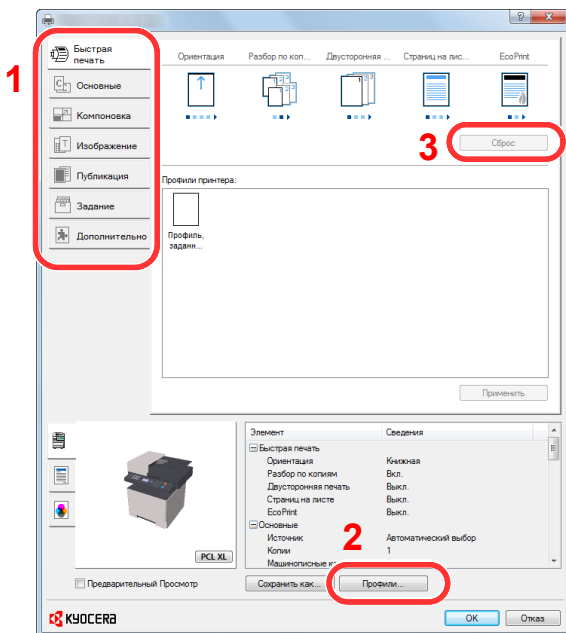 Быстрая
печать
1
Основные
Компоновка
Изображение
Публикация
Задание
Дополнительно
Ориентация Разбор по коп... Двусторонняя ... Страниц на лис... EcoPrint
3
Сброс
Профили принтера:
Профиль,
заданн...
Применить
Элемент Сведения
Быстрая печать
Ориентация Книжная
Разбор по копиям Вкл.
Двусторонняя печать Выкл.
Страниц на листе Выкл.
EcoPrint Выкл.
Основные
Источник Автоматический выбор
2
Копии 1
Машинописные
PCL XL
Предварительный Просмотр
Сохранить как... Профили...
KYOCERA
OK Отказ